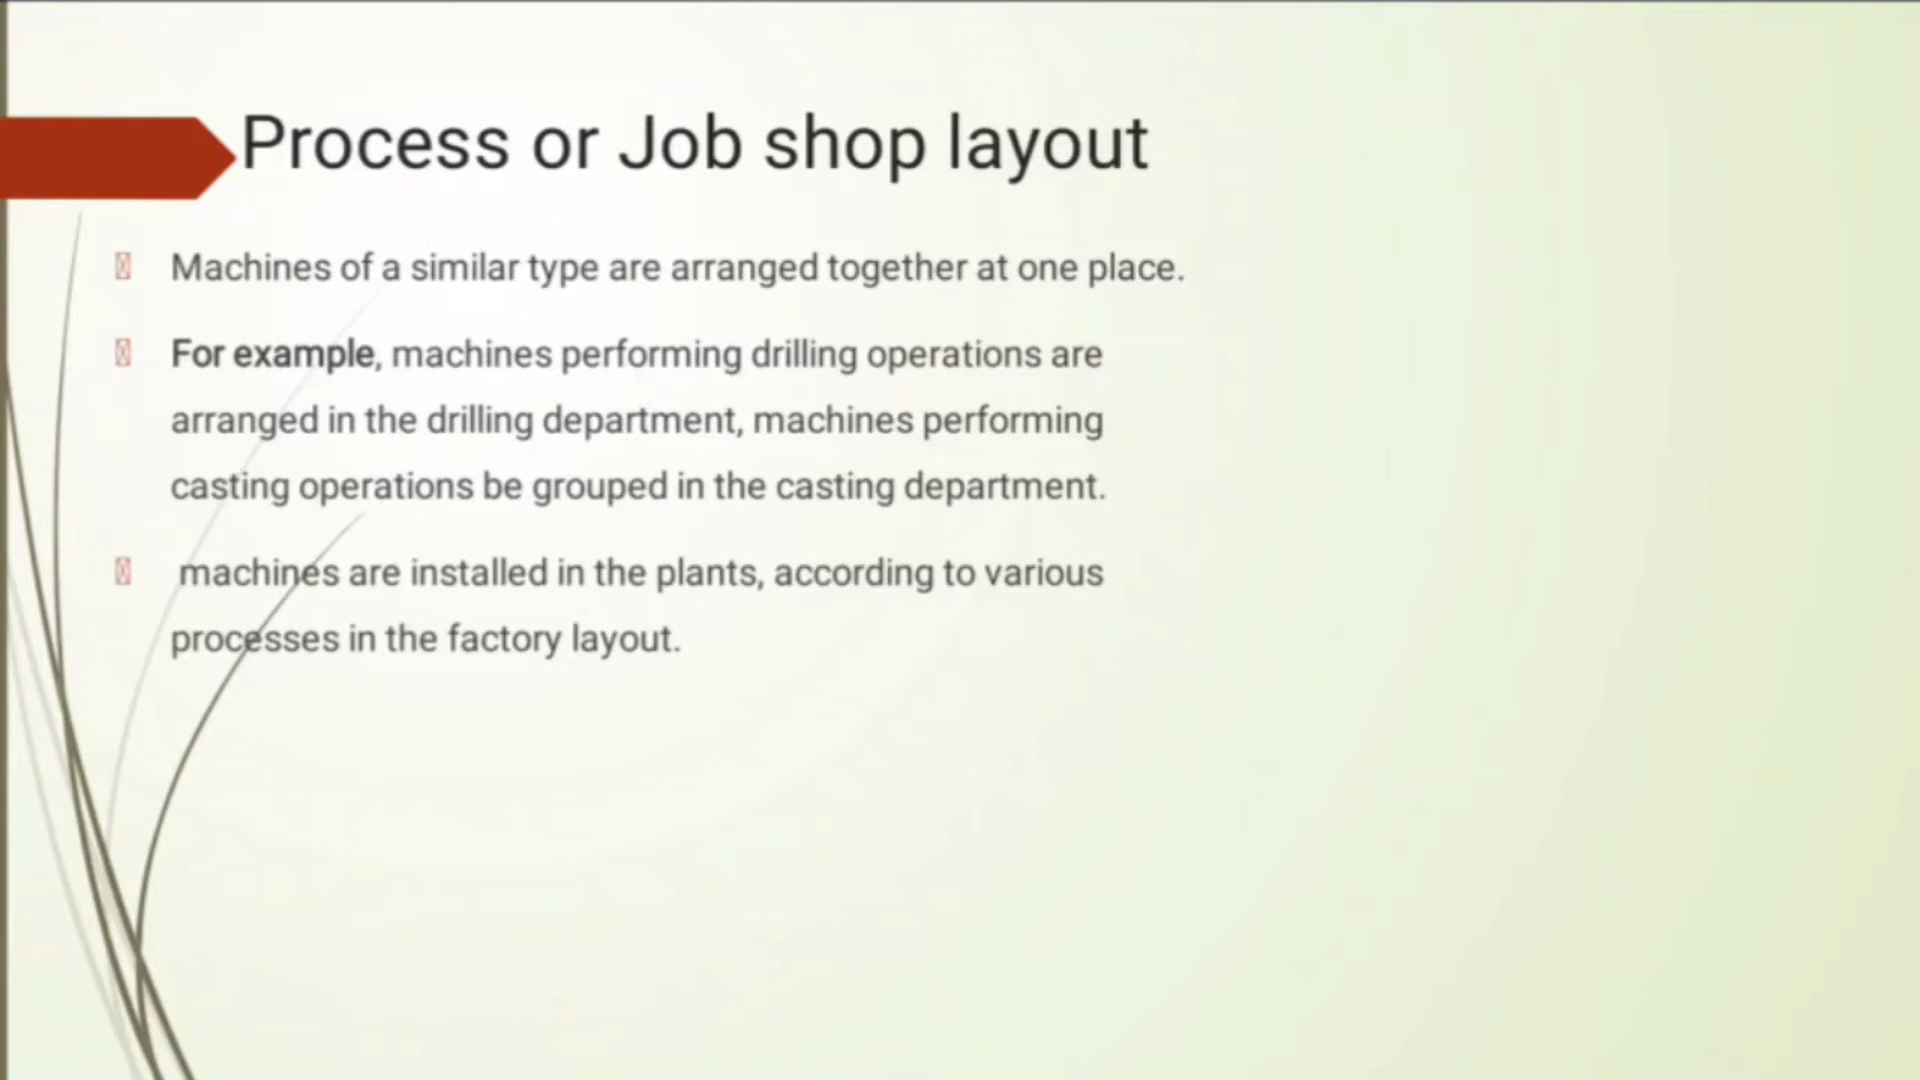 Process or Job shop layout
Machines of a similar type are arranged together at one place.
For example, machines performing drilling operations are
arranged in the drilling department, machines performing
casting operations be grouped in the casting department.
machines are installed in the plants, according to various
processes in the factory layout.